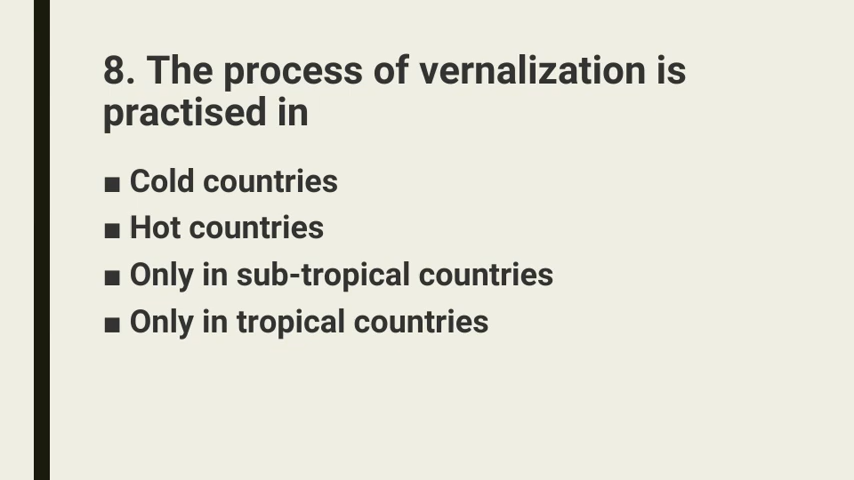 8. The process of vernalization is
practised in
■ Cold countries
■ Hot countries
■ Only in sub-tropical countries
■ Only in tropical countries